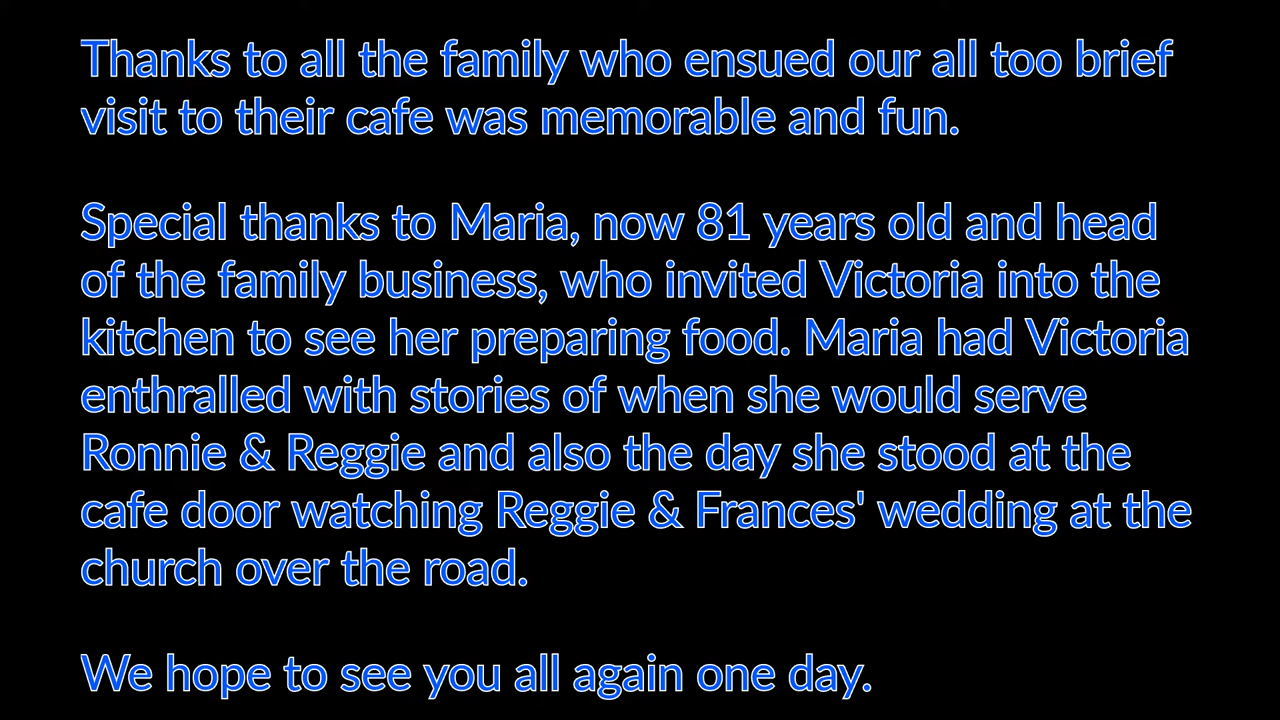 Thanks to all the family who ensued our all too brief
visit to their cafe was memorable and fun.
Special thanks to Maria, now 81 years old and head
of the family business, who invited Victoria into the
kitchen to see her preparing food. Maria had Victoria
enthralled with stories of when she would serve
Ronnie & Reggie and also the day she stood at the
cafe door watching Reggie & Frances' wedding at the
church over the road.
We hope to see you all again one day.